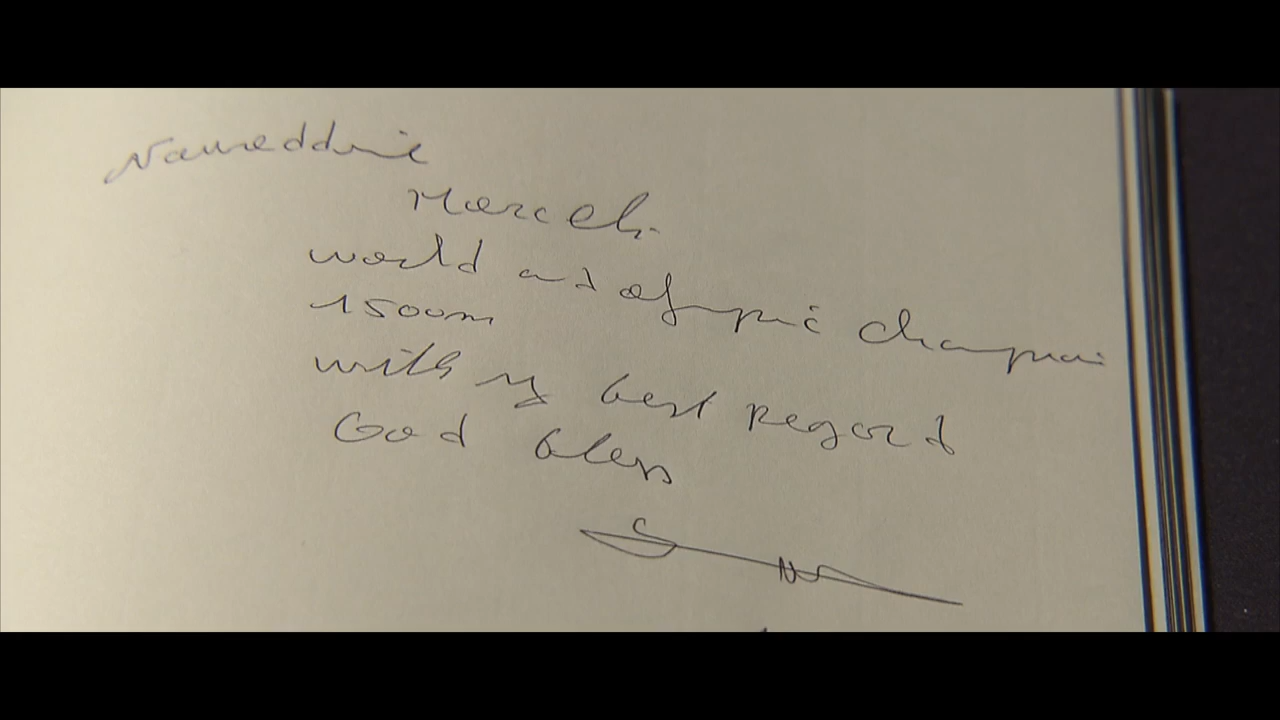 Noureddine
Morceli.
world and olympic champion
1500m
with my best Regard
God bless